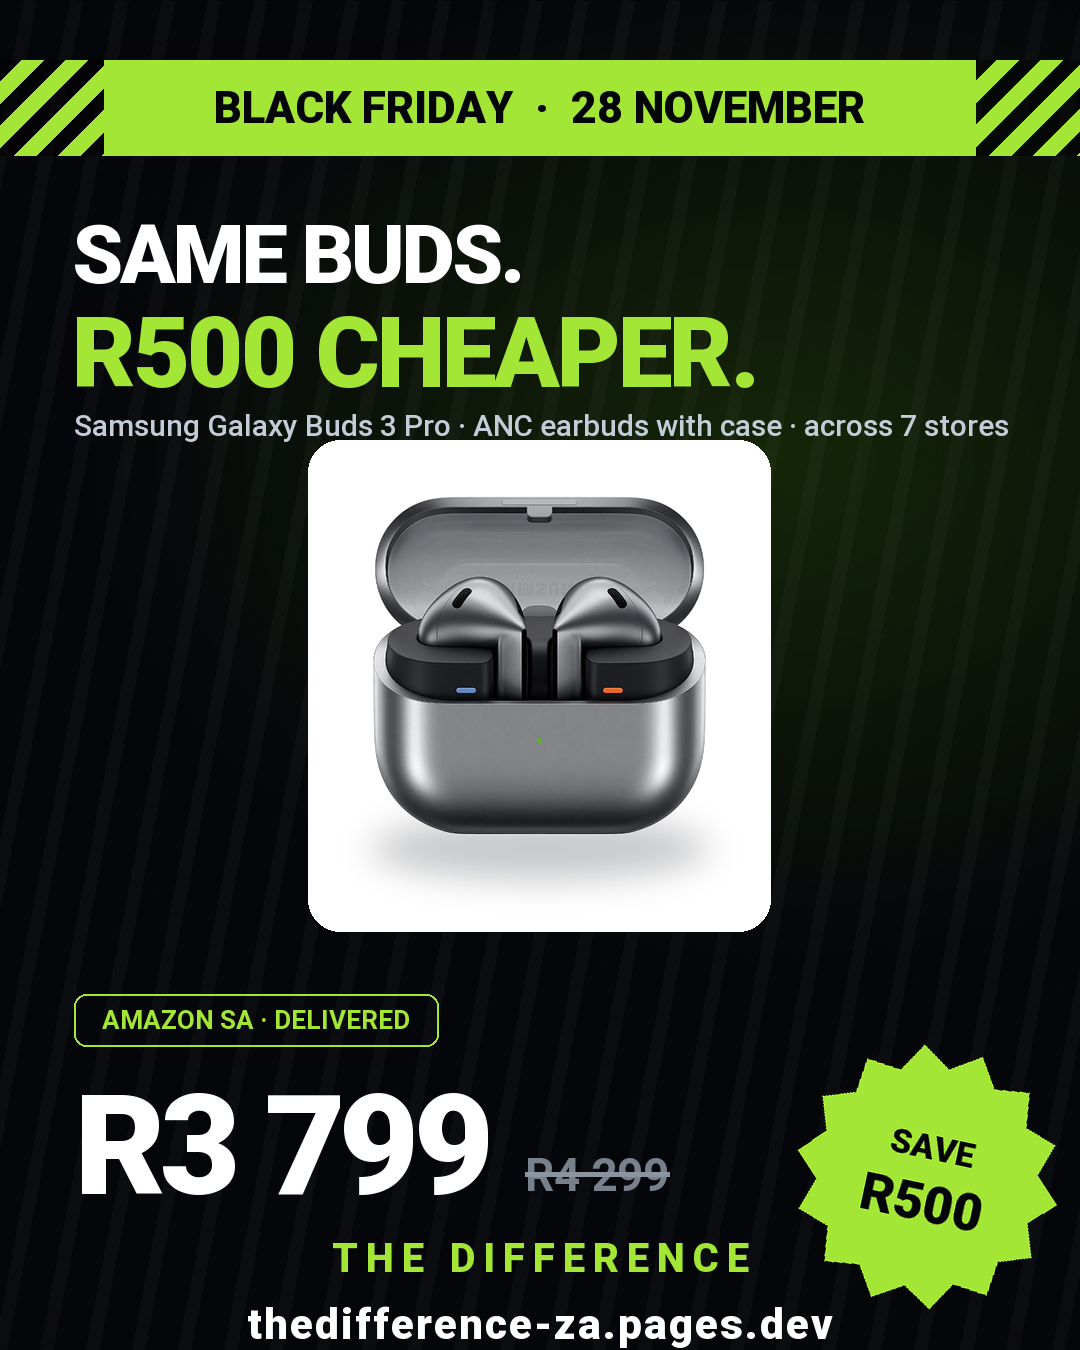 BLACK FRIDAY · 28 NOVEMBER
SAME BUDS.
R500 CHEAPER.
Samsung Galaxy Buds 3 Pro · ANC earbuds with case · across 7 stores
AMAZON SA · DELIVERED
R3 799 R4 299
SAVE
R500
THE DIFFERENCE
thedifference-za.pages.dev